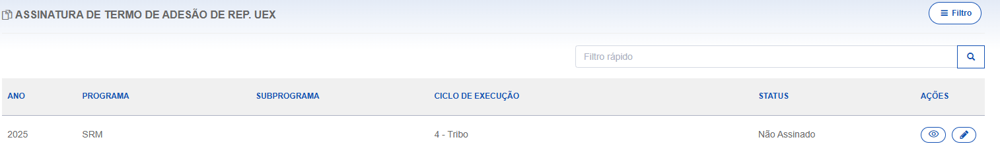 ASSINATURA DE TERMO DE ADESÃO DE REP. UEX
Filtro
Filtro rápido
ANO PROGRAMA SUBPROGRAMA CICLO DE EXECUÇÃO STATUS AÇÕES
2025 SRM 4 - Tribo Não Assinado